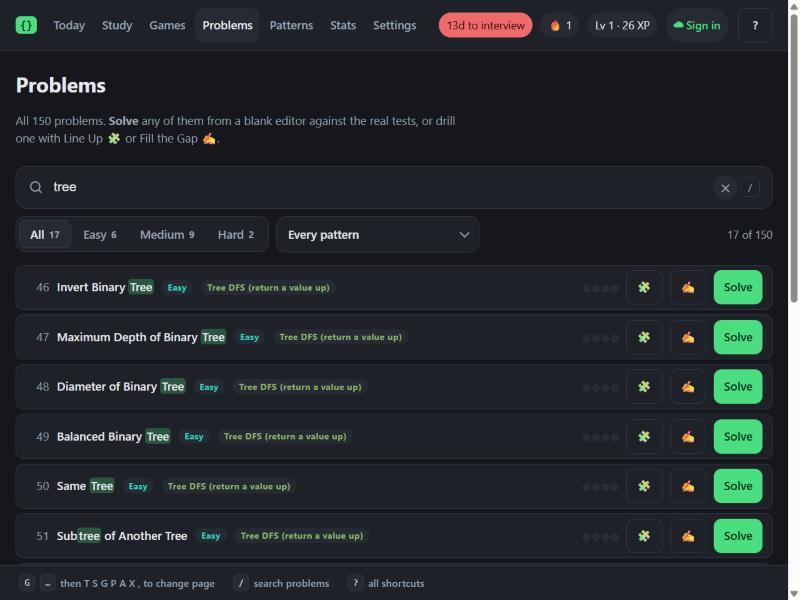 {} Today Study Games Problems Patterns Stats Settings 13d to interview 🔥 1 Lv 1 · 26 XP Sign in ?
Problems
All 150 problems. Solve any of them from a blank editor against the real tests, or drill
one with Line Up 🧩 or Fill the Gap ✍️.
tree ✕ /
All 17 Easy 6 Medium 9 Hard 2 Every pattern 17 of 150
46 Invert Binary Tree Easy Tree DFS (return a value up) Solve
47 Maximum Depth of Binary Tree Easy Tree DFS (return a value up) Solve
48 Diameter of Binary Tree Easy Tree DFS (return a value up) Solve
49 Balanced Binary Tree Easy Tree DFS (return a value up) Solve
50 Same Tree Easy Tree DFS (return a value up) Solve
51 Subtree of Another Tree Easy Tree DFS (return a value up) Solve
G … then T S G P A X , to change page / search problems ? all shortcuts